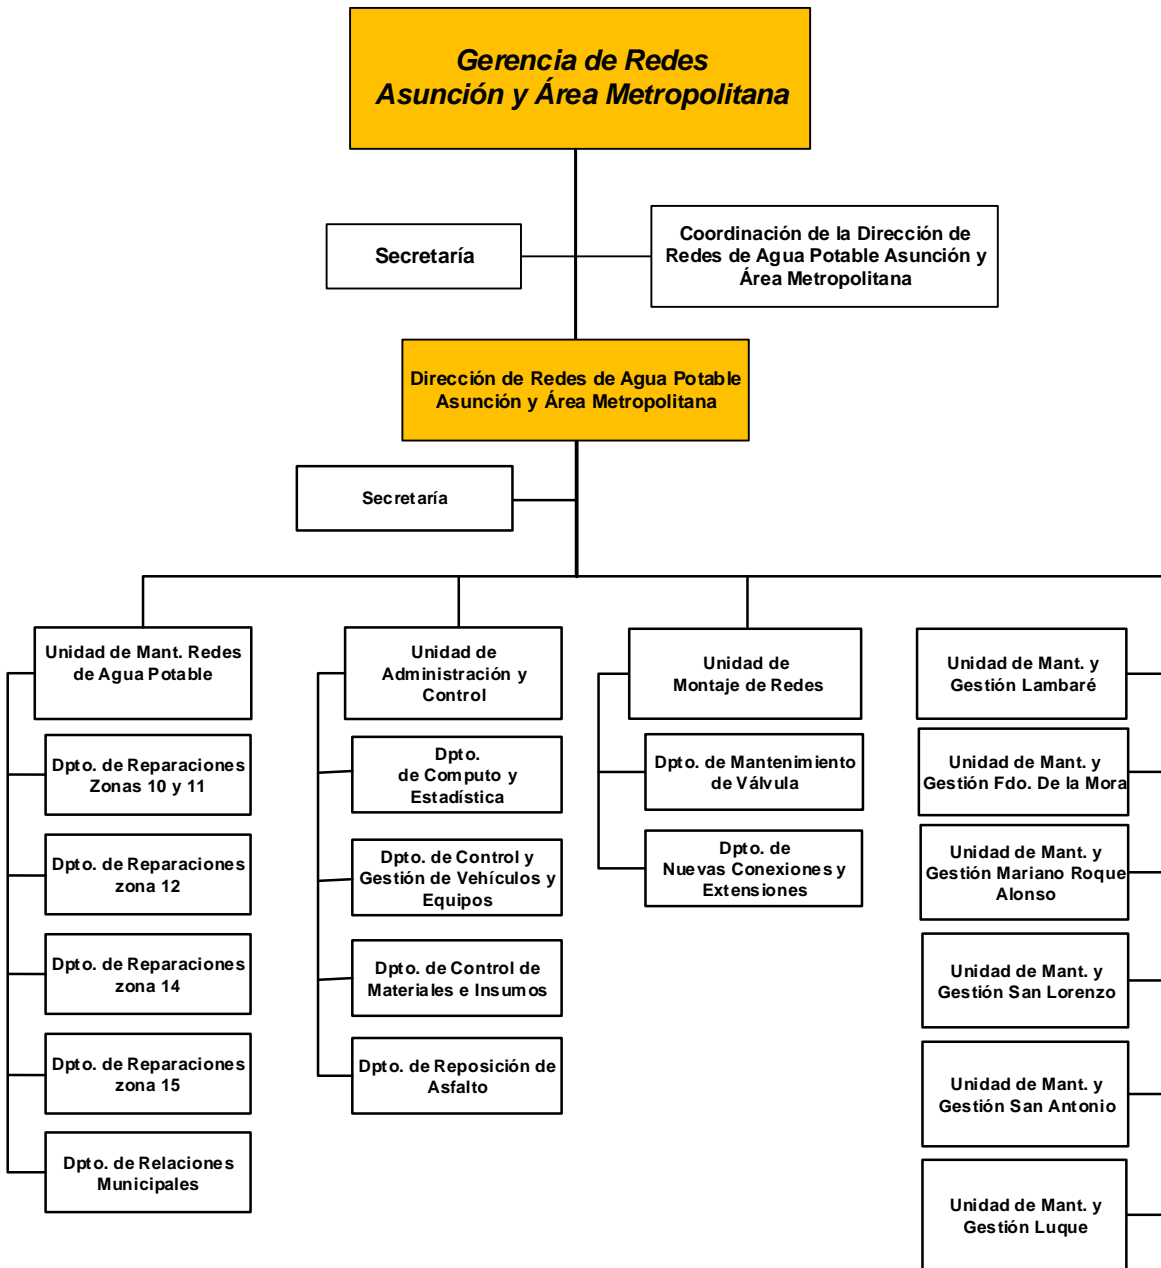 Gerencia de Redes
Asunción y Área Metropolitana
Secretaría
Coordinación de la Dirección de
Redes de Agua Potable Asunción y
Área Metropolitana
Dirección de Redes de Agua Potable
Asunción y Área Metropolitana
Secretaría
Unidad de Mant. Redes
de Agua Potable
Dpto. de Reparaciones
Zonas 10 y 11
Dpto. de Reparaciones
zona 12
Dpto. de Reparaciones
zona 14
Dpto. de Reparaciones
zona 15
Dpto. de Relaciones
Municipales
Unidad de
Administración y
Control
Dpto.
de Computo y
Estadística
Dpto. de Control y
Gestión de Vehículos y
Equipos
Dpto. de Control de
Materiales e Insumos
Dpto. de Reposición de
Asfalto
Unidad de
Montaje de Redes
Dpto. de Mantenimiento
de Válvula
Dpto. de
Nuevas Conexiones y
Extensiones
Unidad de Mant. y
Gestión Lambaré
Unidad de Mant. y
Gestión Fdo. De la Mora
Unidad de Mant. y
Gestión Mariano Roque
Alonso
Unidad de Mant. y
Gestión San Lorenzo
Unidad de Mant. y
Gestión San Antonio
Unidad de Mant. y
Gestión Luque